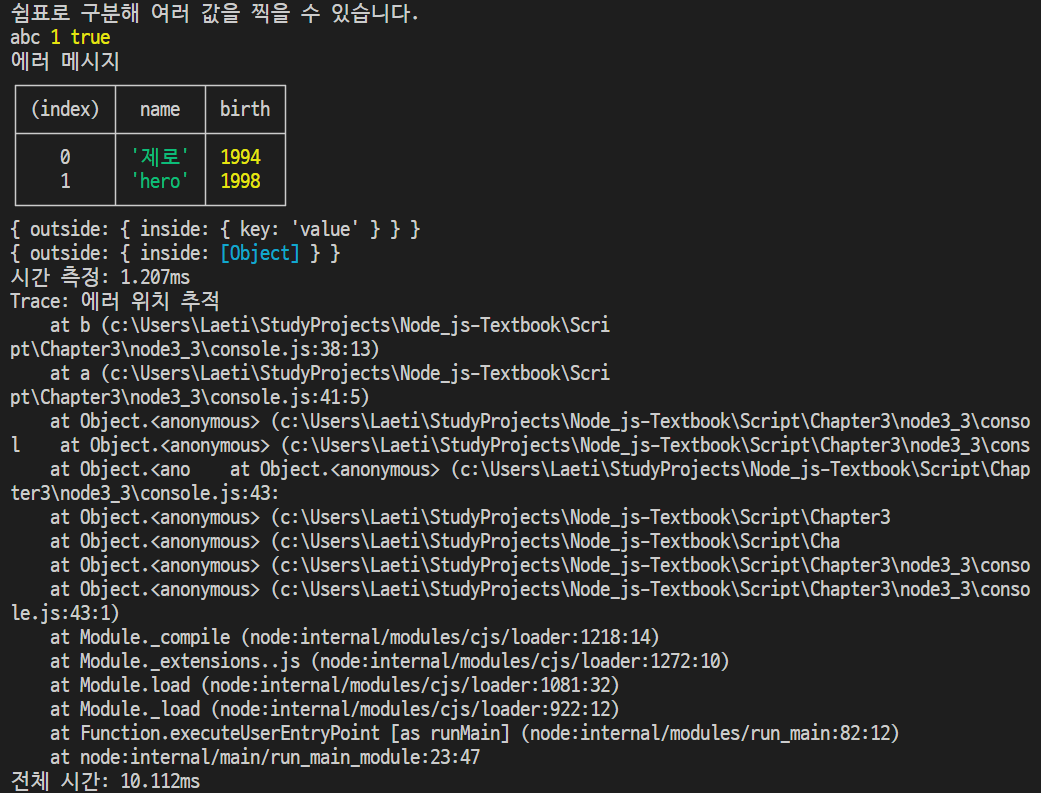 쉼표로 구분해 여러 값을 찍을 수 있습니다.
abc 1 true
에러 메시지
(index) name birth
0 '제로' 1994
1 'hero' 1998
{ outside: { inside: { key: 'value' } } }
{ outside: { inside: [Object] } }
시간 측정: 1.207ms
Trace: 에러 위치 추적
at b (c:\Users\Laeti\StudyProjects\Node_js-Textbook\Scri
pt\Chapter3\node3_3\console.js:38:13)
at a (c:\Users\Laeti\StudyProjects\Node_js-Textbook\Scri
pt\Chapter3\node3_3\console.js:41:5)
at Object.<anonymous> (c:\Users\Laeti\StudyProjects\Node_js-Textbook\Script\Chapter3\node3_3\conso
l    at Object.<anonymous> (c:\Users\Laeti\StudyProjects\Node_js-Textbook\Script\Chapter3\node3_3\cons
at Object.<ano    at Object.<anonymous> (c:\Users\Laeti\StudyProjects\Node_js-Textbook\Script\Chap
ter3\node3_3\console.js:43:
at Object.<anonymous> (c:\Users\Laeti\StudyProjects\Node_js-Textbook\Script\Chapter3
at Object.<anonymous> (c:\Users\Laeti\StudyProjects\Node_js-Textbook\Script\Cha
at Object.<anonymous> (c:\Users\Laeti\StudyProjects\Node_js-Textbook\Script\Chapter3\node3_3\conso
at Object.<anonymous> (c:\Users\Laeti\StudyProjects\Node_js-Textbook\Script\Chapter3\node3_3\conso
le.js:43:1)
at Module._compile (node:internal/modules/cjs/loader:1218:14)
at Module._extensions..js (node:internal/modules/cjs/loader:1272:10)
at Module.load (node:internal/modules/cjs/loader:1081:32)
at Module._load (node:internal/modules/cjs/loader:922:12)
at Function.executeUserEntryPoint [as runMain] (node:internal/modules/run_main:82:12)
at node:internal/main/run_main_module:23:47
전체 시간: 10.112ms